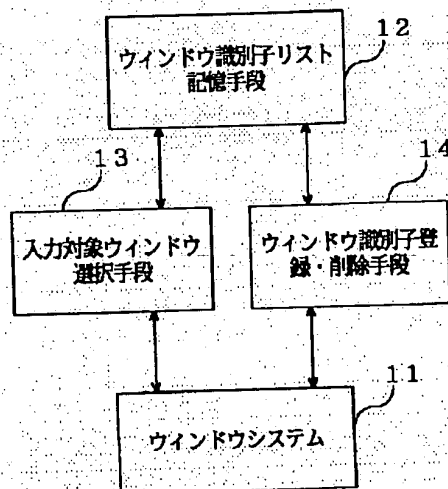 12
ウィンドウ識別子リスト
記憶手段
13
14
入力対象ウィンドウ
選択手段
ウィンドウ識別子登
録・削除手段
11
ウィンドウシステム